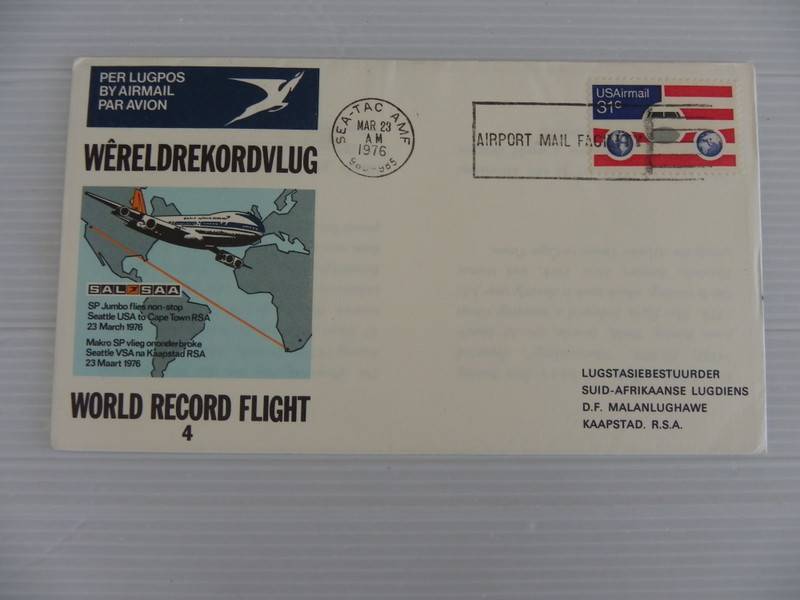 PER LUGPOS
BY AIRMAIL
PAR AVION
WÊRELDREKORDVLUG
SAL SAA
SP Jumbo flies non-stop
Seattle USA to Cape Town RSA
23 March 1976
Makro SP vlieg ononderbroke
Seattle VSA na Kaapstad RSA
23 Maart 1976
WORLD RECORD FLIGHT
4
SEA-TAC AMF
MAR 23
AM
1976
AIRPORT MAIL
USAirmail
31c
LUGSTASIEBESTUURDER
SUID-AFRIKAANSE LUGDIENS
D.F. MALANLUGHAWE
KAAPSTAD. R.S.A.